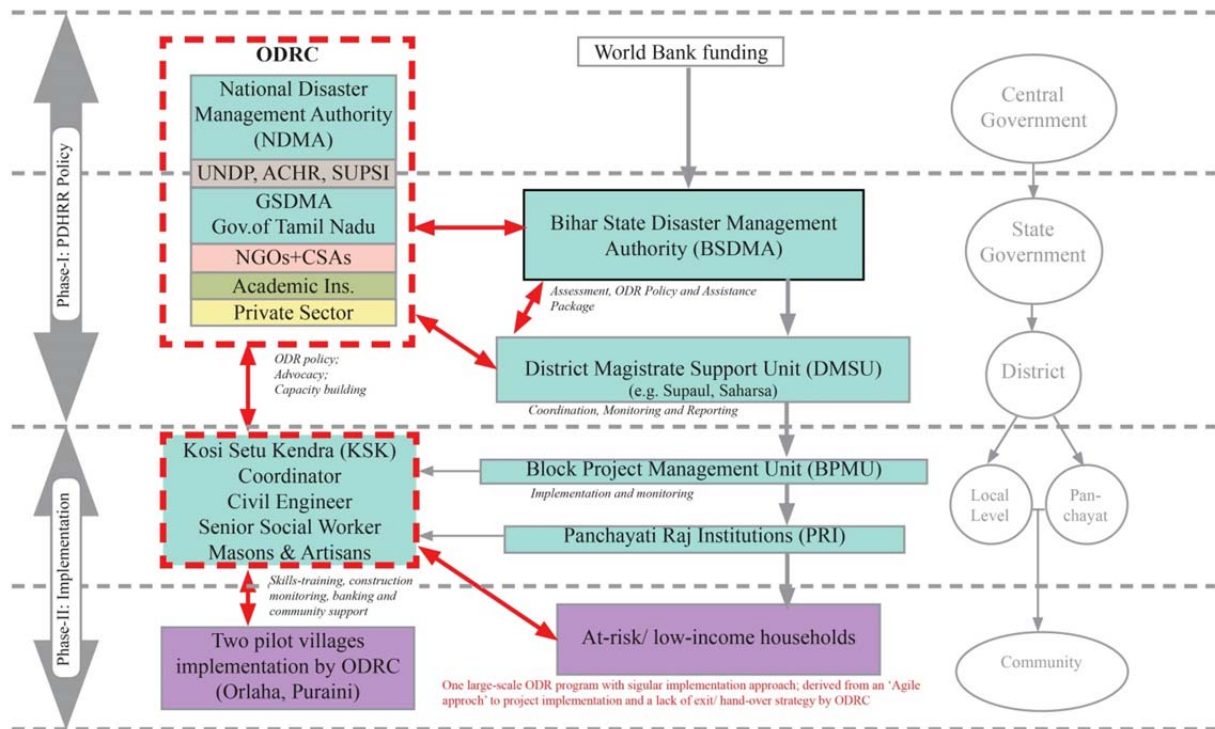 Phase-I: PDHRR Policy
Phase-II: Implementation
ODRC
National Disaster
Management Authority
(NDMA)
UNDP, ACHR, SUPSI
GSDMA
Gov.of Tamil Nadu
NGOs+CSAs
Academic Ins.
Private Sector
ODR policy;
Advocacy;
Capacity building
Kosi Setu Kendra (KSK)
Coordinator
Civil Engineer
Senior Social Worker
Masons & Artisans
Skills-training, construction
monitoring, banking and
community support
Two pilot villages
implementation by ODRC
(Orlaha, Puraini)
World Bank funding
Bihar State Disaster Management
Authority (BSDMA)
Assessment, ODR Policy and Assistance
Package
District Magistrate Support Unit (DMSU)
(e.g. Supaul, Saharsa)
Coordination, Monitoring and Reporting
Block Project Management Unit (BPMU)
Implementation and monitoring
Panchayati Raj Institutions (PRI)
At-risk/ low-income households
One large-scale ODR program with sigular implementation approach; derived from an ‘Agile
approch’ to project implementation and a lack of exit/ hand-over strategy by ODRC
Central
Government
State
Government
District
Local
Level
Pan-
chayat
Community